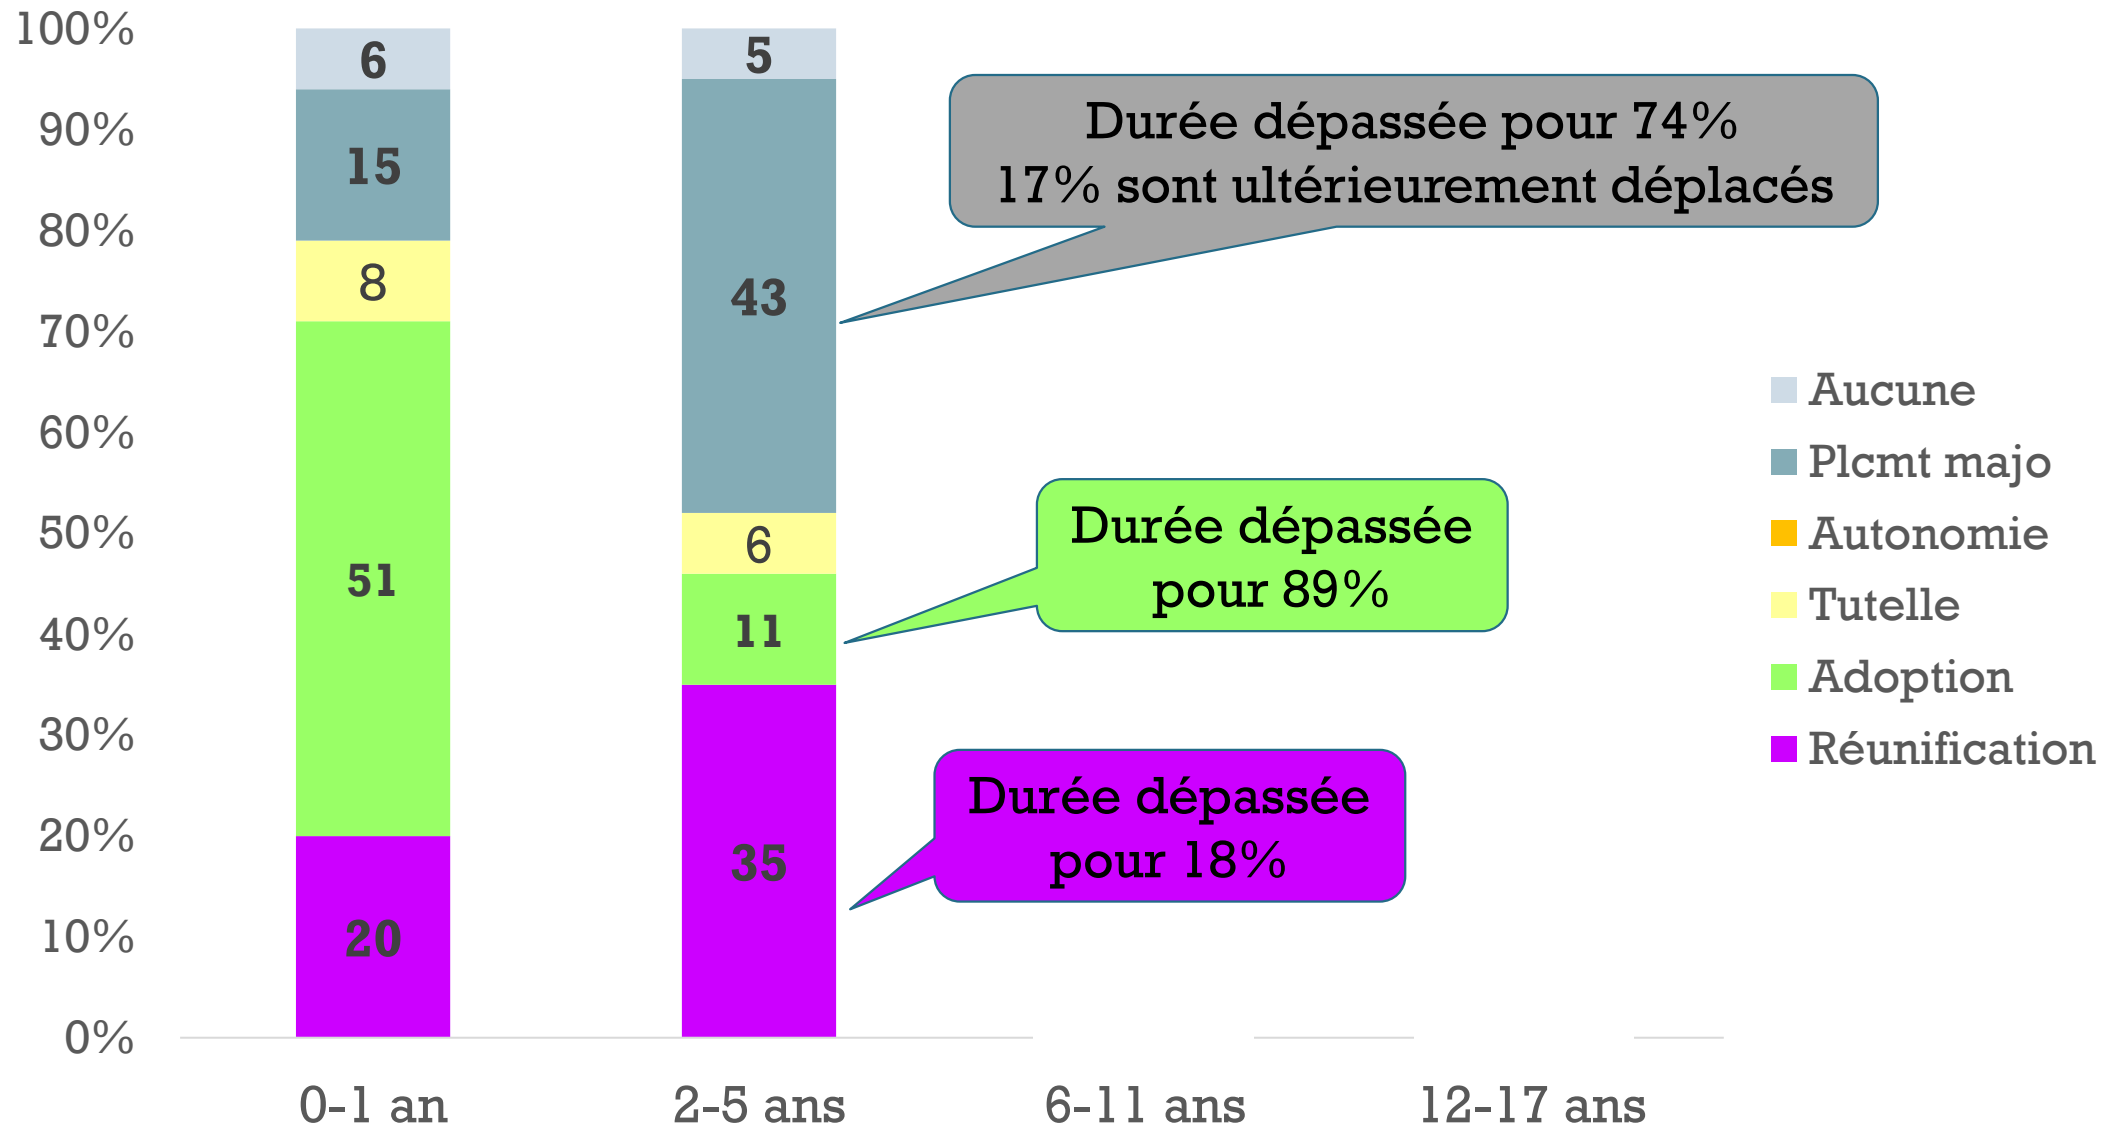 100%
90%
80%
70%
60%
50%
40%
30%
20%
10%
0%
6
15
8
51
20
5
43
6
11
35
Durée dépassée pour 74%
17% sont ultérieurement déplacés
Durée dépassée
pour 89%
Durée dépassée
pour 18%
Aucune
Plcmt majo
Autonomie
Tutelle
Adoption
Réunification
0-1 an
2-5 ans
6-11 ans
12-17 ans